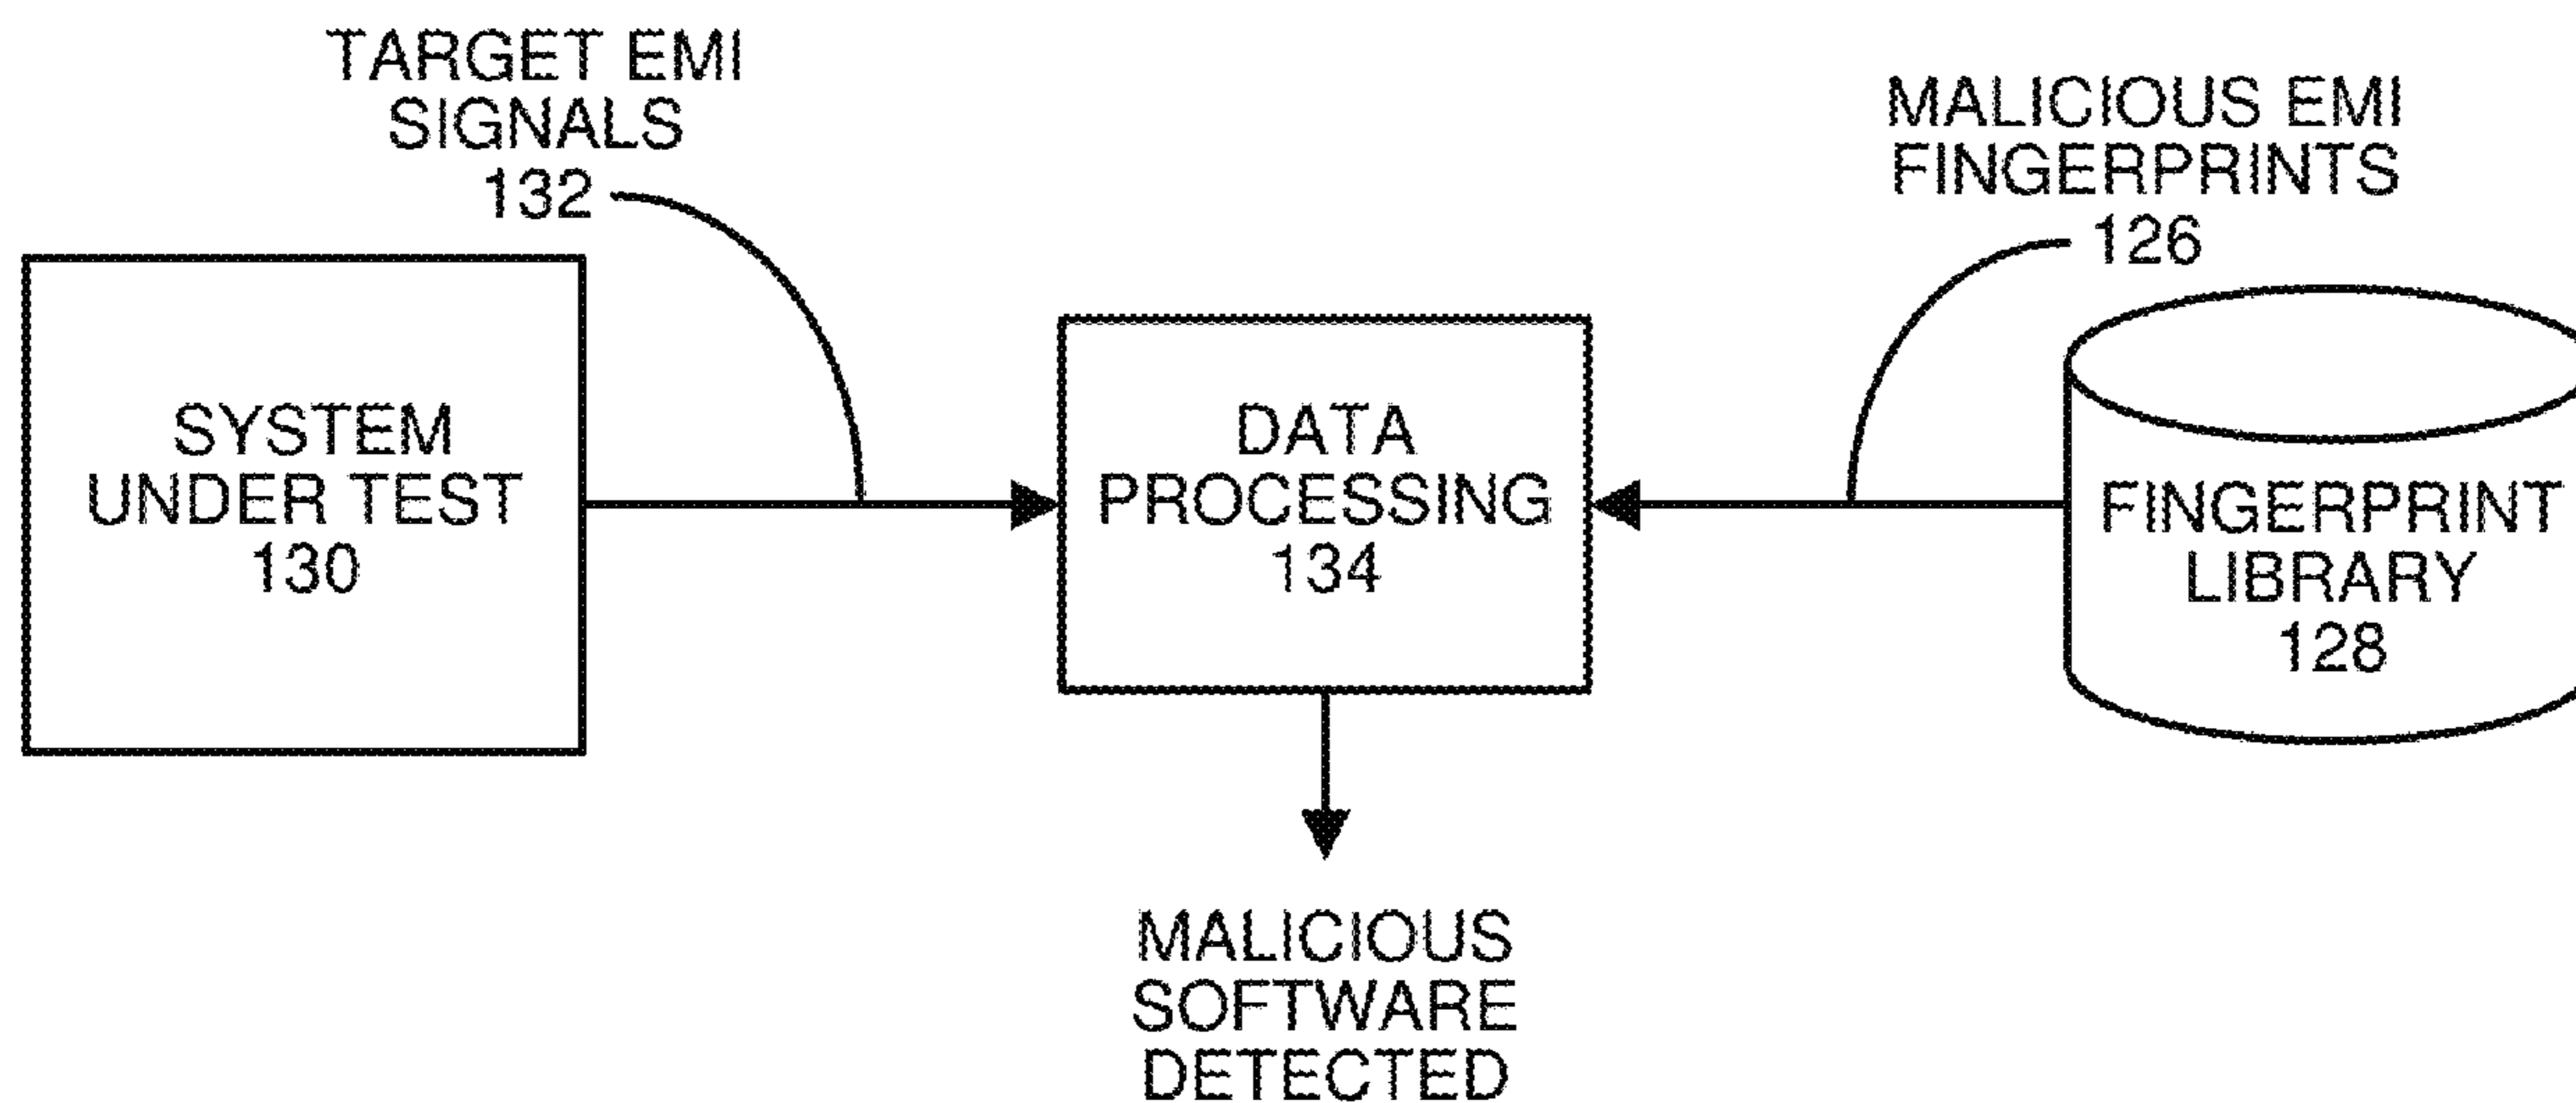 TARGET EMI
SIGNALS
132
MALICIOUS EMI
FINGERPRINTS
126
SYSTEM
UNDER TEST
130
DATA
PROCESSING
134
FINGERPRINT
LIBRARY
128
MALICIOUS
SOFTWARE
DETECTED